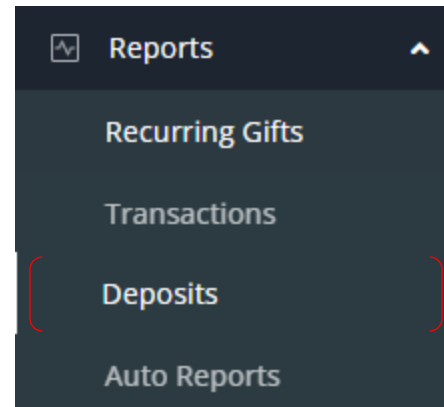 Reports
Recurring Gifts
Transactions
Deposits
Auto Reports